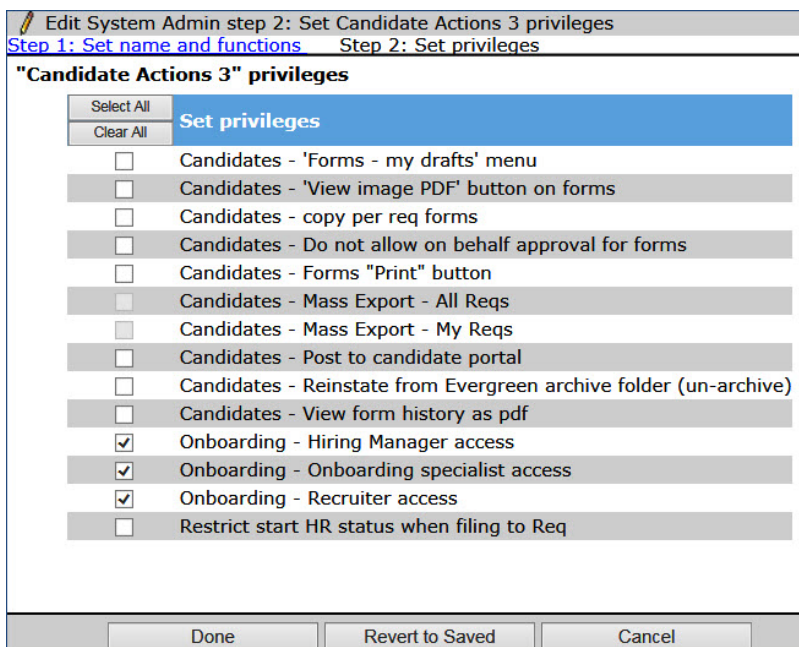 Edit System Admin step 2: Set Candidate Actions 3 privileges
Step 1: Set name and functions Step 2: Set privileges
"Candidate Actions 3" privileges
Select All
Clear All
Set privileges
Candidates - 'Forms - my drafts' menu
Candidates - 'View image PDF' button on forms
Candidates - copy per req forms
Candidates - Do not allow on behalf approval for forms
Candidates - Forms "Print" button
Candidates - Mass Export - All Reqs
Candidates - Mass Export - My Reqs
Candidates - Post to candidate portal
Candidates - Reinstate from Evergreen archive folder (un-archive)
Candidates - View form history as pdf
Onboarding - Hiring Manager access
Onboarding - Onboarding specialist access
Onboarding - Recruiter access
Restrict start HR status when filing to Req
Done Revert to Saved Cancel